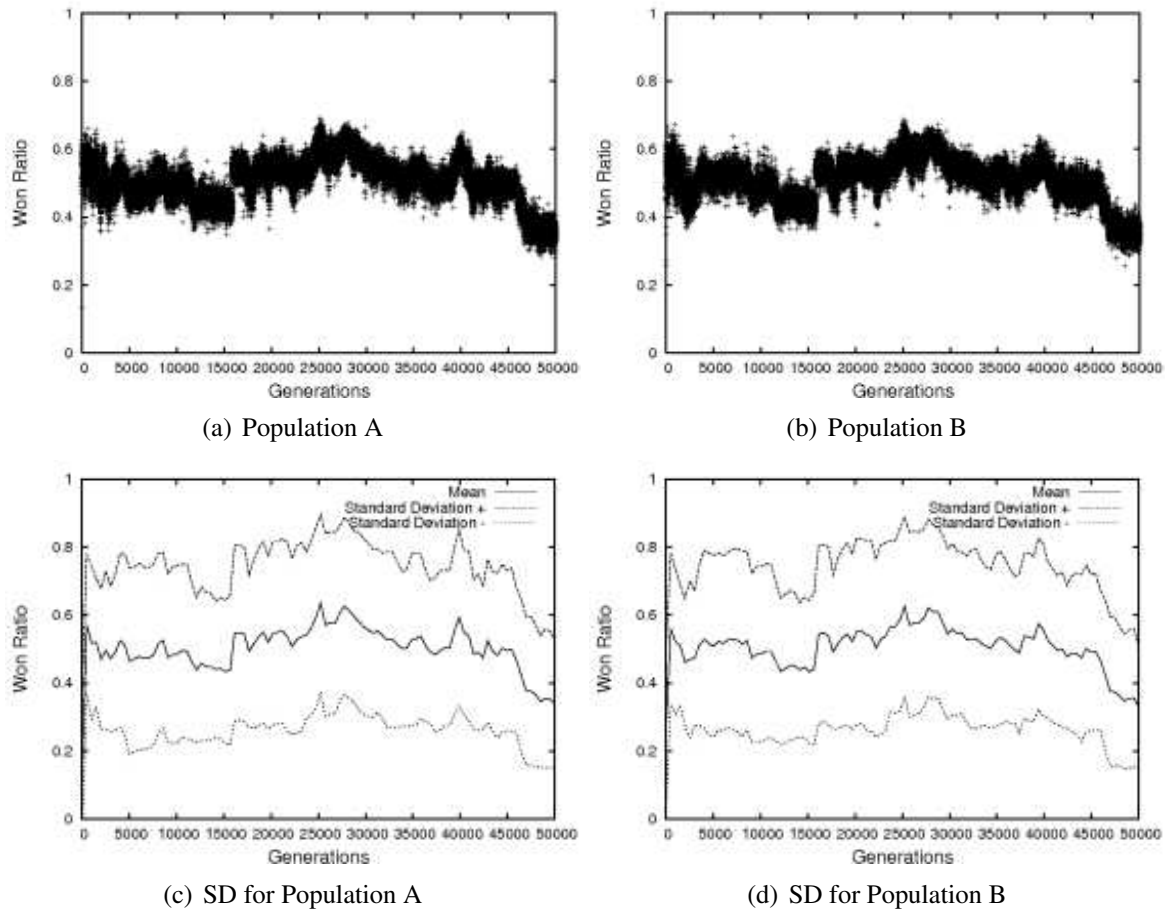 1
0.8
0.6
0.4
0.2
0
Won Ratio
0 5000 10000 15000 20000 25000 30000 35000 40000 45000 50000
Generations
(a) Population A
1
0.8
0.6
0.4
0.2
0
Won Ratio
0 5000 10000 15000 20000 25000 30000 35000 40000 45000 50000
Generations
(b) Population B
1
0.8
0.6
0.4
0.2
0
Won Ratio
Mean
Standard Deviation +
Standard Deviation -
0 5000 10000 15000 20000 25000 30000 35000 40000 45000 50000
Generations
(c) SD for Population A
1
0.8
0.6
0.4
0.2
0
Won Ratio
Mean
Standard Deviation +
Standard Deviation -
0 5000 10000 15000 20000 25000 30000 35000 40000 45000 50000
Generations
(d) SD for Population B